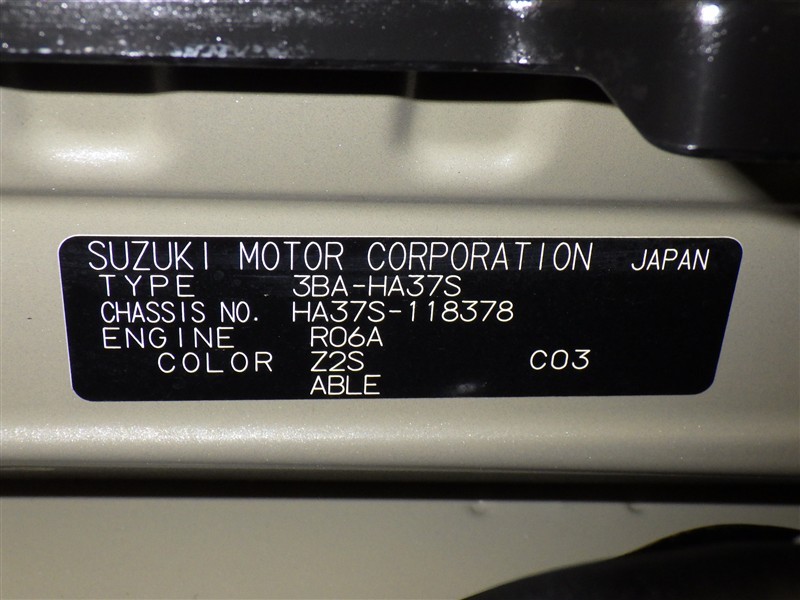 SUZUKI MOTOR CORPORATION JAPAN
TYPE 3BA-HA37S
CHASSIS NO. HA37S-118378
ENGINE R06A
COLOR Z2S C03
ABLE